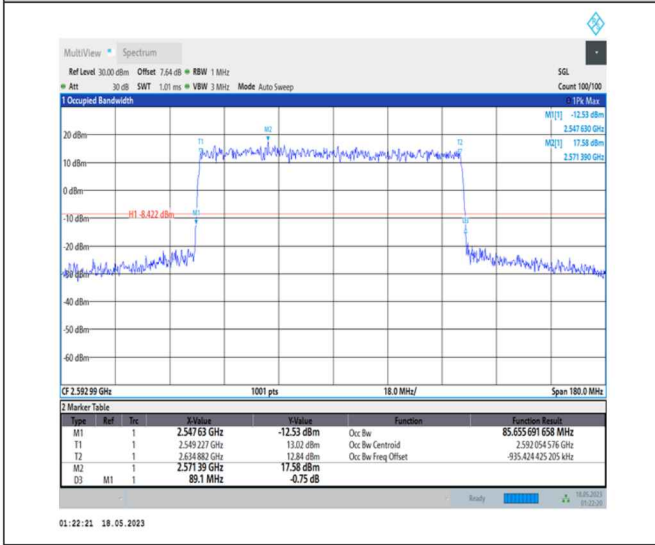 MultiView Spectrum
Ref Level 30.00 dBm Offset 7.64 dB RBW 1 MHz SGL
Att 30 dB SWT 1.01 ms VBW 3 MHz Mode Auto Sweep Count 100/100
1 Occupied Bandwidth 1Pk Max
M1[1] -12.53 dBm
2.547 630 GHz
M2[1] 17.58 dBm
2.571 390 GHz
M2
20 dBm
T1
T2
10 dBm
0 dBm
H1 -8.422 dBm
M1
-10 dBm
-20 dBm
-30 dBm
-40 dBm
-50 dBm
-60 dBm
CF 2.592 99 GHz 1001 pts 18.0 MHz/ Span 180.0 MHz
2 Marker Table
Type Ref Trc X-Value Y-Value Function Function Result
M1 1 2.547 63 GHz -12.53 dBm Occ Bw 85.655 691 658 MHz
T1 1 2.549 227 GHz 13.02 dBm Occ Bw Centroid 2.592 054 576 GHz
T2 1 2.634 882 GHz 12.84 dBm Occ Bw Freq Offset -935.424 425 205 kHz
M2 1 2.571 39 GHz 17.58 dBm
D3 M1 1 89.1 MHz -0.75 dB
Ready 18.05.2023
01:22:20
01:22:21 18.05.2023